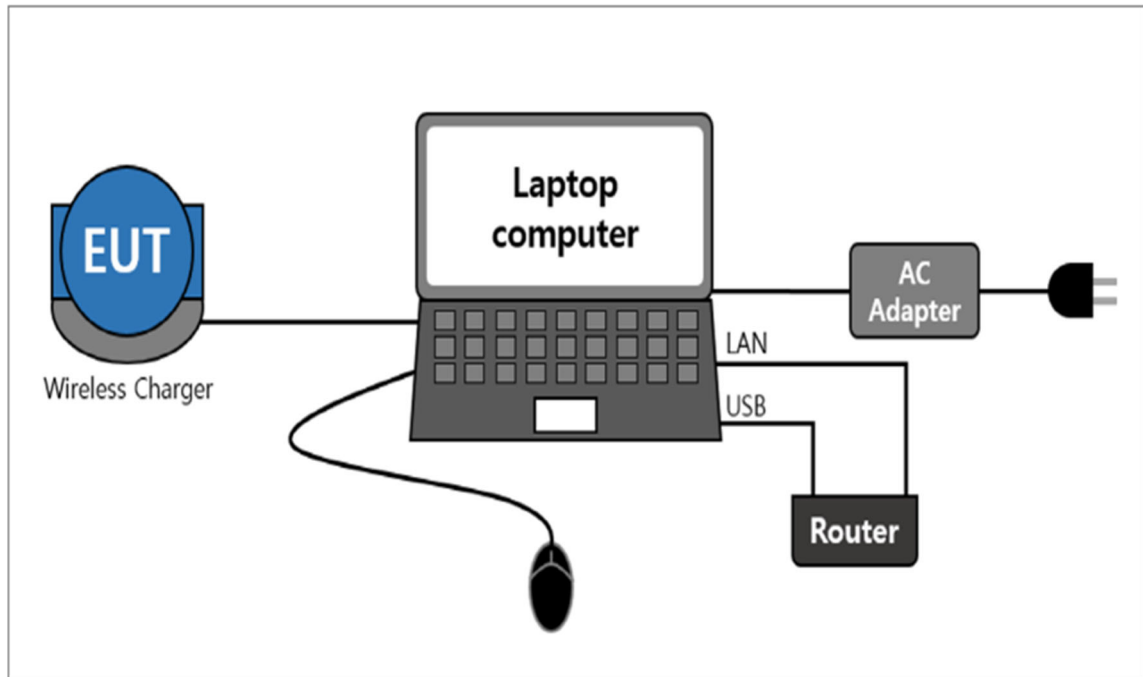 Laptop
computer
EUT
Wireless Charger
AC
Adapter
LAN
USB
Router